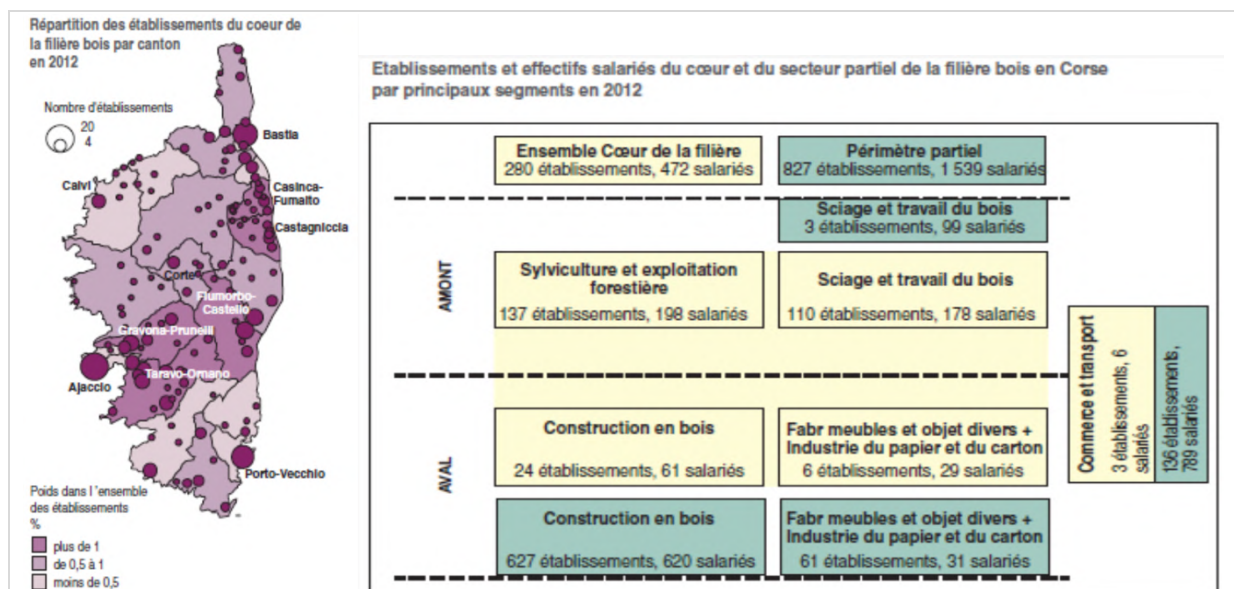 Répartition des établissements du coeur de
la filière bois par canton
en 2012
Nombre d'établissements
20
4
Bastia
Calvi
Casinca-
Fumalto
Castagniccia
Corte
Fiumorbo-
Castello
Gravona-Prunelli
Ajaccio
Taravo-Ornano
Porto-Vecchio
Poids dans l 'ensemble
des établissements
%
plus de 1
de 0,5 à 1
moins de 0,5
Etablissements et effectifs salariés du cœur et du secteur partiel de la filière bois en Corse
par principaux segments en 2012
Ensemble Cœur de la filière
280 établissements, 472 salariés
Périmètre partiel
827 établissements, 1 539 salariés
Sciage et travail du bois
3 établissements, 99 salariés
AMONT
Sylviculture et exploitation
forestière
137 établissements, 198 salariés
Sciage et travail du bois
110 établissements, 178 salariés
Commerce et transport
3 établissements, 6
salariés
136 établissements,
789 salariés
AVAL
Construction en bois
24 établissements, 61 salariés
Fabr meubles et objet divers +
Industrie du papier et du carton
6 établissements, 29 salariés
Construction en bois
627 établissements, 620 salariés
Fabr meubles et objet divers +
Industrie du papier et du carton
61 établissements, 31 salariés